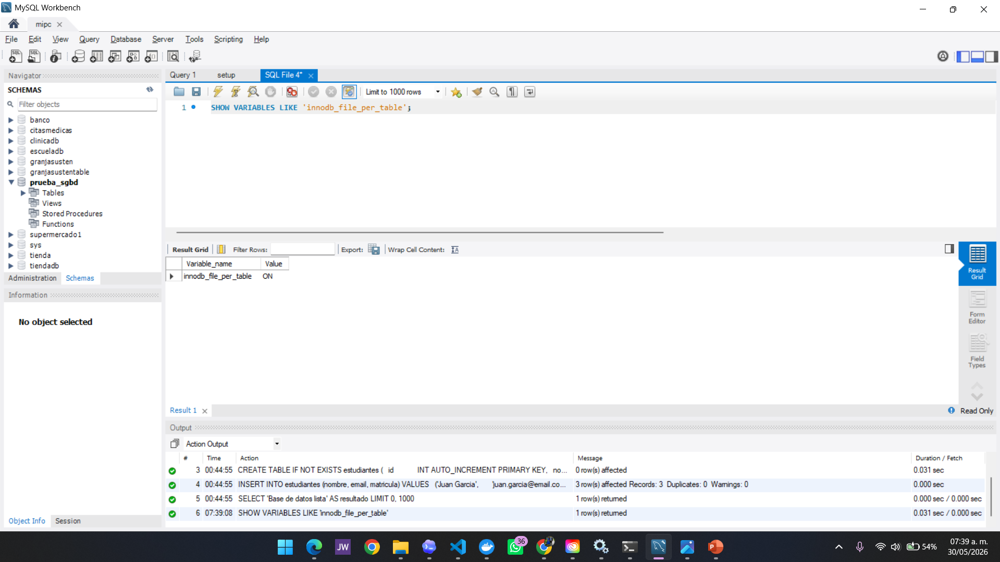 MySQL Workbench
mipc
File Edit View Query Database Server Tools Scripting Help
Navigator
SCHEMAS
Filter objects
banco
citasmedicas
clinicadb
escueladb
granjasusten
granjasustentable
prueba_sgbd
Tables
Views
Stored Procedures
Functions
supermercado1
sys
tienda
tiendadb
Administration Schemas
Information
No object selected
Object Info Session
Query 1 setup SQL File 4*
Limit to 1000 rows
1 SHOW VARIABLES LIKE 'innodb_file_per_table';
Result Grid Filter Rows: Export: Wrap Cell Content:
Variable_name Value
innodb_file_per_table ON
Result Grid
Form Editor
Field Types
Result 1
Read Only
Output
Action Output
# Time Action Message Duration / Fetch
3 00:44:55 CREATE TABLE IF NOT EXISTS estudiantes ( id INT AUTO_INCREMENT PRIMARY KEY, no... 0 row(s) affected 0.031 sec
4 00:44:55 INSERT INTO estudiantes (nombre, email, matricula) VALUES ('Juan Garcia', 'juan.garcia@email.co... 3 row(s) affected Records: 3 Duplicates: 0 Warnings: 0 0.000 sec
5 00:44:55 SELECT 'Base de datos lista' AS resultado LIMIT 0, 1000 1 row(s) returned 0.000 sec / 0.000 sec
6 07:39:08 SHOW VARIABLES LIKE 'innodb_file_per_table' 1 row(s) returned 0.031 sec / 0.000 sec
JW
36
54%
07:39 a. m.
30/05/2026